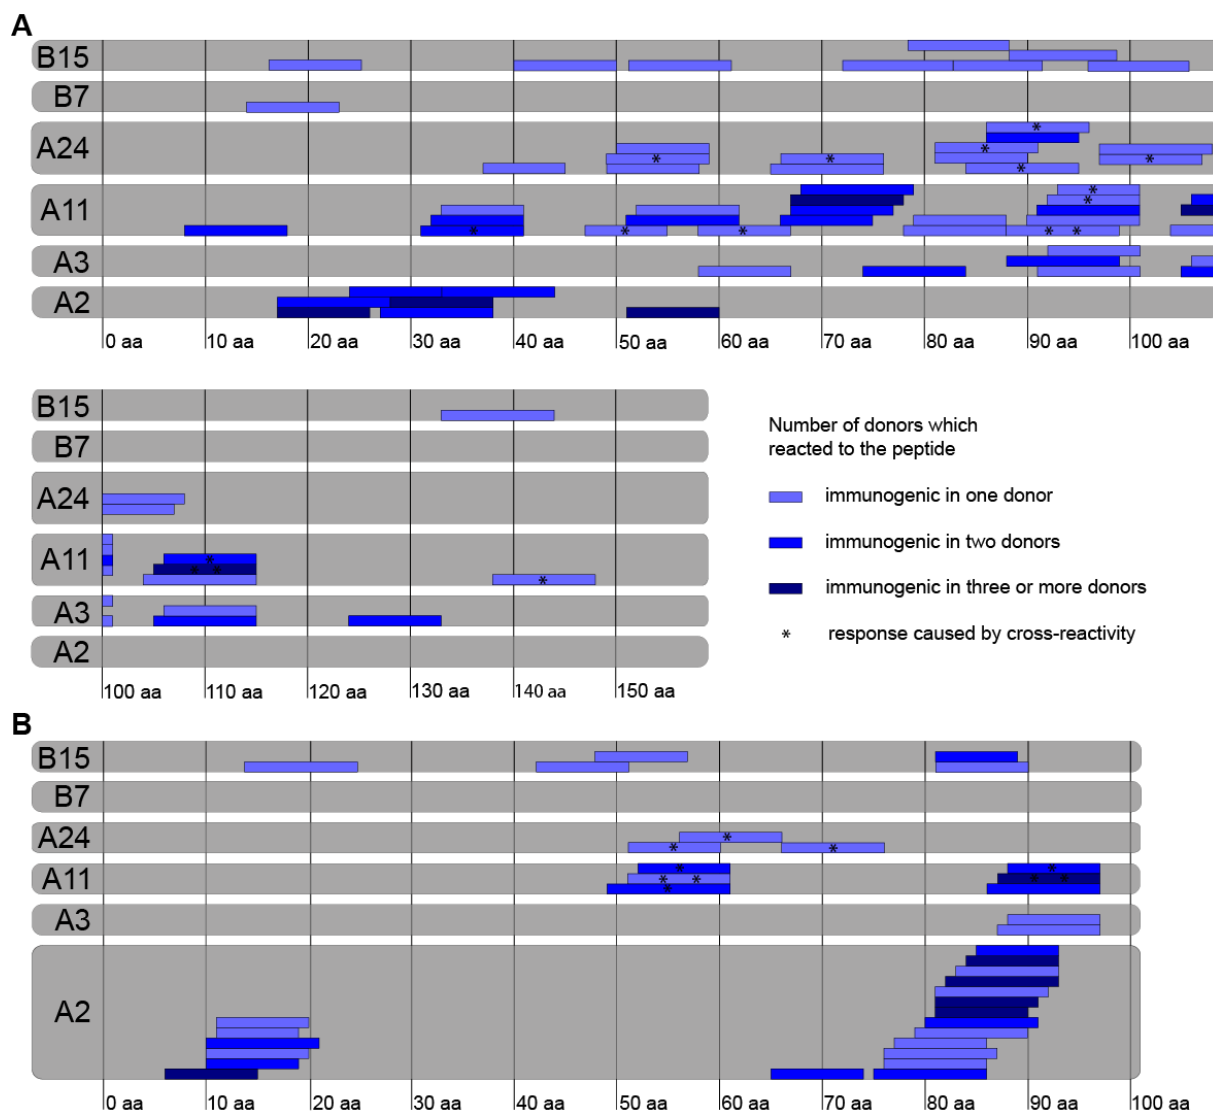 A
B15
B7
A24
A11
A3
A2
0 aa 10 aa 20 aa 30 aa 40 aa 50 aa 60 aa 70 aa 80 aa 90 aa 100 aa
B15
B7
A24
A11
A3
A2
100 aa 110 aa 120 aa 130 aa 140 aa 150 aa
Number of donors which
reacted to the peptide
immunogenic in one donor
immunogenic in two donors
immunogenic in three or more donors
* response caused by cross-reactivity
B
B15
B7
A24
A11
A3
A2
0 aa 10 aa 20 aa 30 aa 40 aa 50 aa 60 aa 70 aa 80 aa 90 aa 100 aa